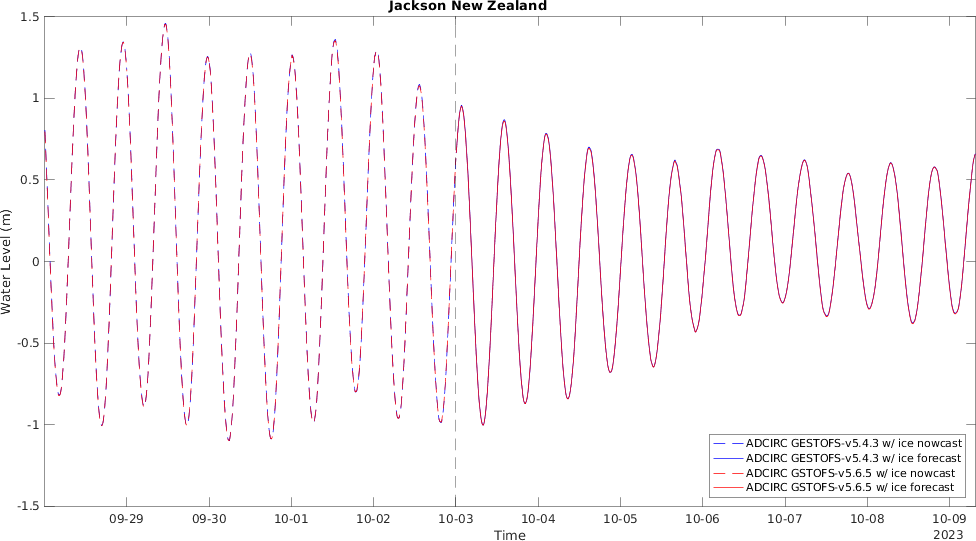 Jackson New Zealand
1.5
1
0.5
0
-0.5
-1
-1.5
Water Level (m)
ADCIRC GESTOFS-v5.4.3 w/ ice nowcast
ADCIRC GESTOFS-v5.4.3 w/ ice forecast
ADCIRC GSTOFS-v5.6.5 w/ ice nowcast
ADCIRC GSTOFS-v5.6.5 w/ ice forecast
09-29 09-30 10-01 10-02 10-03 10-04 10-05 10-06 10-07 10-08 10-09
Time 2023